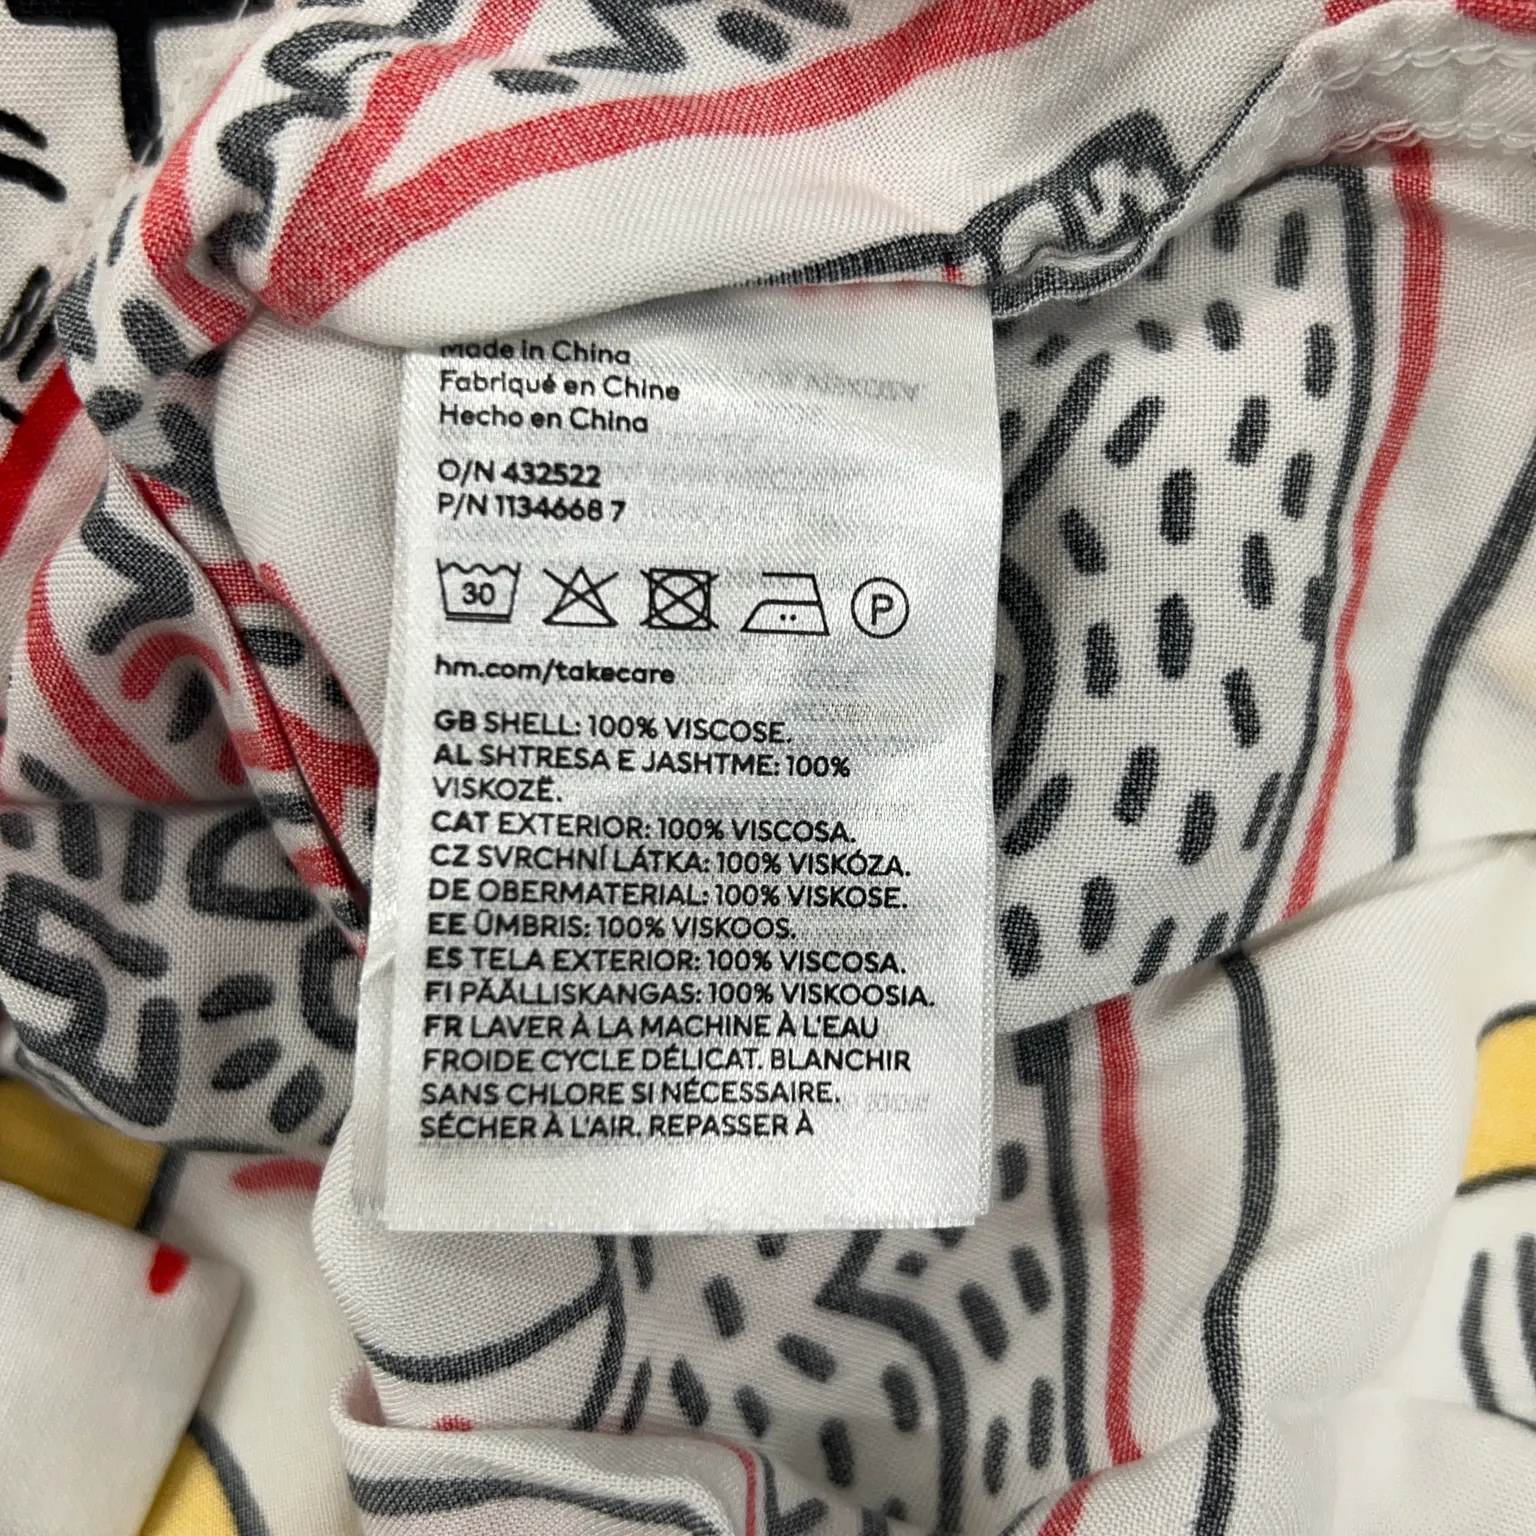 Made in China
Fabriqué en Chine
Hecho en China
O/N 432522
P/N 1134668 7
30
P
hm.com/takecare
GB SHELL: 100% VISCOSE.
AL SHTRESA E JASHTME: 100%
VISKOZË.
CAT EXTERIOR: 100% VISCOSA.
CZ SVRCHNÍ LÁTKA: 100% VISKÓZA.
DE OBERMATERIAL: 100% VISKOSE.
EE ÜMBRIS: 100% VISKOOS.
ES TELA EXTERIOR: 100% VISCOSA.
FI PÄÄLLISKANGAS: 100% VISKOOSIA.
FR LAVER À LA MACHINE À L'EAU
FROIDE CYCLE DÉLICAT. BLANCHIR
SANS CHLORE SI NÉCESSAIRE.
SÉCHER À L'AIR. REPASSER À